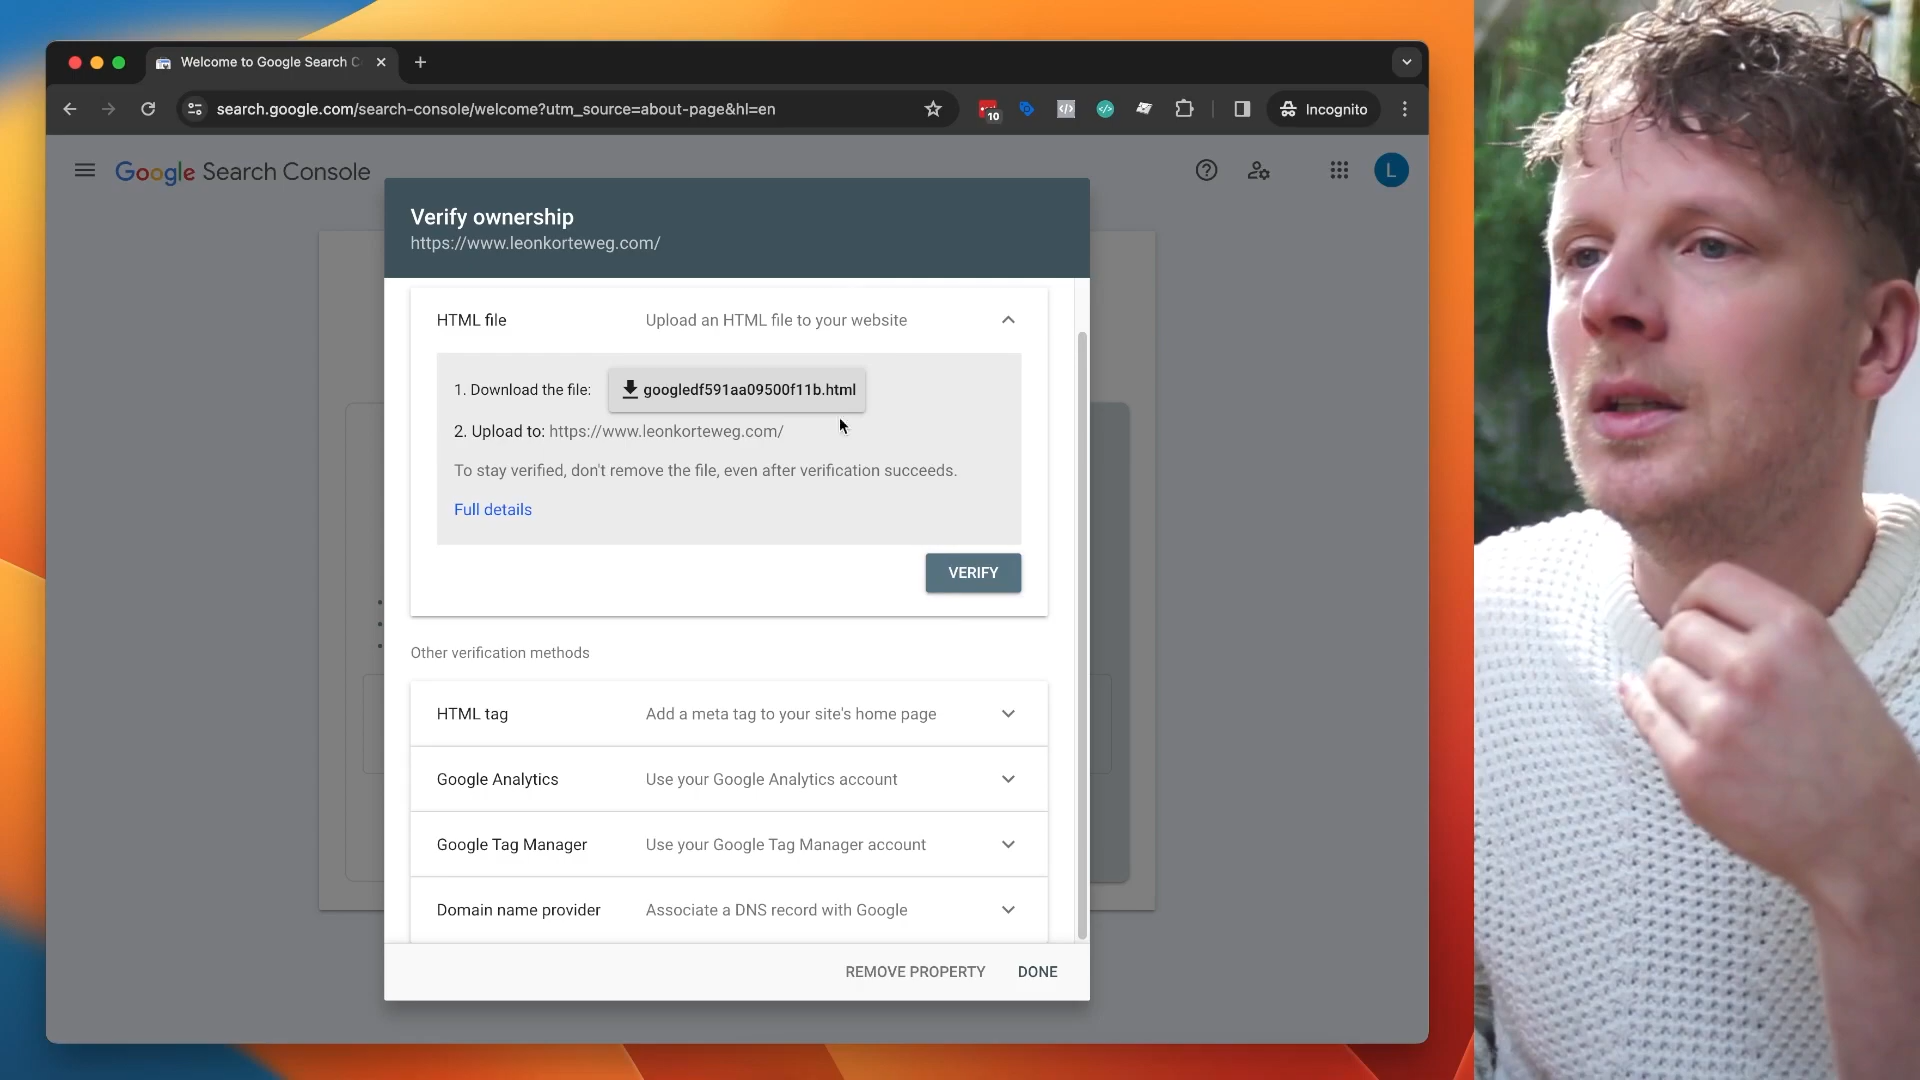 Welcome to Google Search C
search.google.com/search-console/welcome?utm_source=about-page&hl=en
10
Incognito
Google Search Console
L
Verify ownership
https://www.leonkorteweg.com/
HTML file Upload an HTML file to your website
1. Download the file: googledf591aa09500f11b.html
2. Upload to: https://www.leonkorteweg.com/
To stay verified, don't remove the file, even after verification succeeds.
Full details
VERIFY
Other verification methods
HTML tag Add a meta tag to your site's home page
Google Analytics Use your Google Analytics account
Google Tag Manager Use your Google Tag Manager account
Domain name provider Associate a DNS record with Google
REMOVE PROPERTY DONE